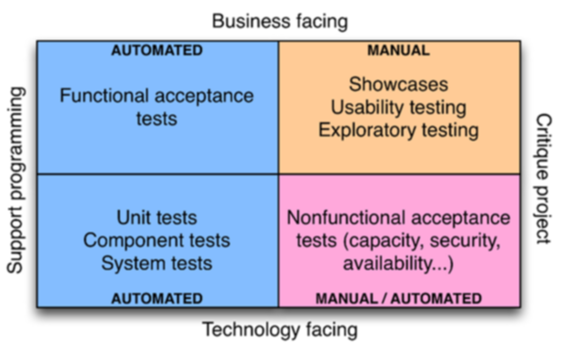 Business facing
AUTOMATED
Functional acceptance
tests
MANUAL
Showcases
Usability testing
Exploratory testing
Support programming
Critique project
Unit tests
Component tests
System tests
AUTOMATED
Nonfunctional acceptance
tests (capacity, security,
availability...)
MANUAL / AUTOMATED
Technology facing